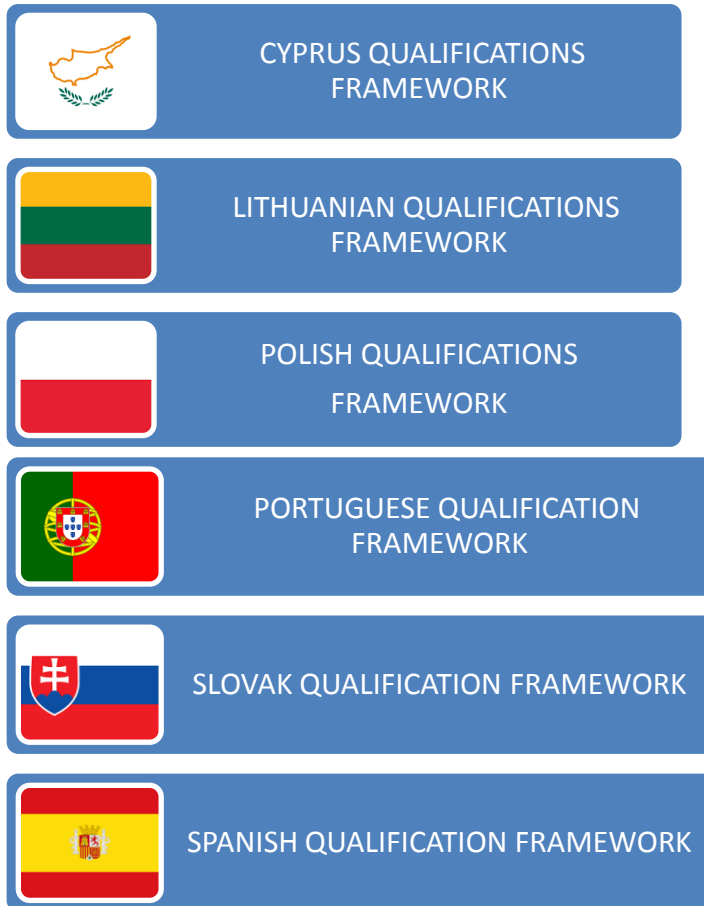 CYPRUS QUALIFICATIONS
FRAMEWORK
LITHUANIAN QUALIFICATIONS
FRAMEWORK
POLISH QUALIFICATIONS
FRAMEWORK
PORTUGUESE QUALIFICATION
FRAMEWORK
SLOVAK QUALIFICATION FRAMEWORK
SPANISH QUALIFICATION FRAMEWORK